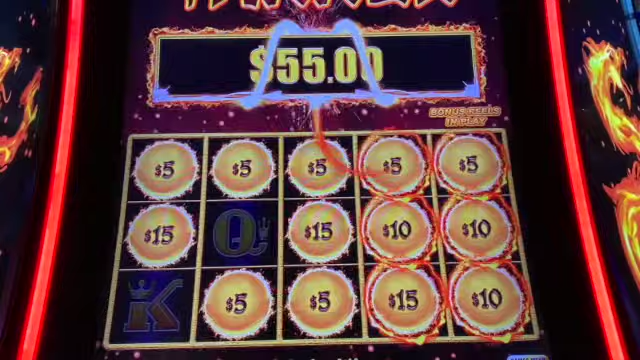 $55.00
BONUS REELS
IN PLAY
$5 $5 $5 $5 $5
$15 Q $15 $10 $10
K $5 $5 $15 $10